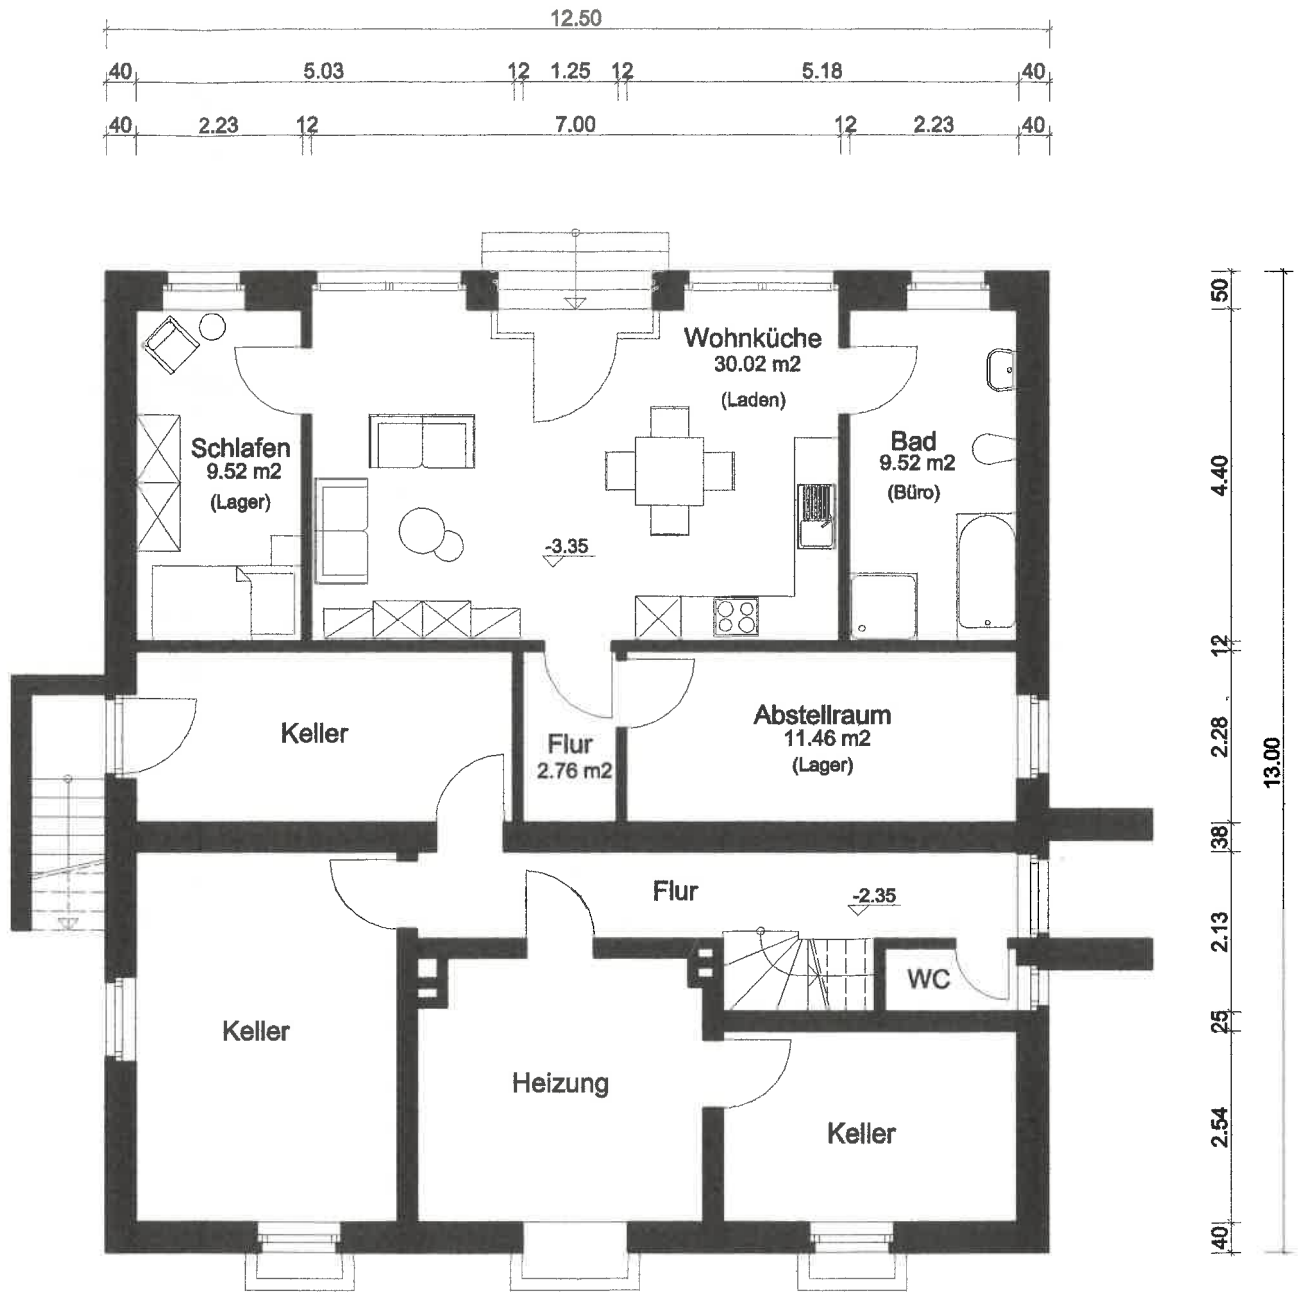 12.50
40 5.03 12 1.25 12 5.18 40
40 2.23 12 7.00 12 2.23 40
Wohnküche
30.02 m2
(Laden)
Schlafen
9.52 m2
(Lager)
Bad
9.52 m2
(Büro)
-3.35
Keller
Flur
2.76 m2
Abstellraum
11.46 m2
(Lager)
Flur
-2.35
WC
Keller
Heizung
Keller
50
4.40
12
2.28
38
2.13
25
2.54
40
13.00